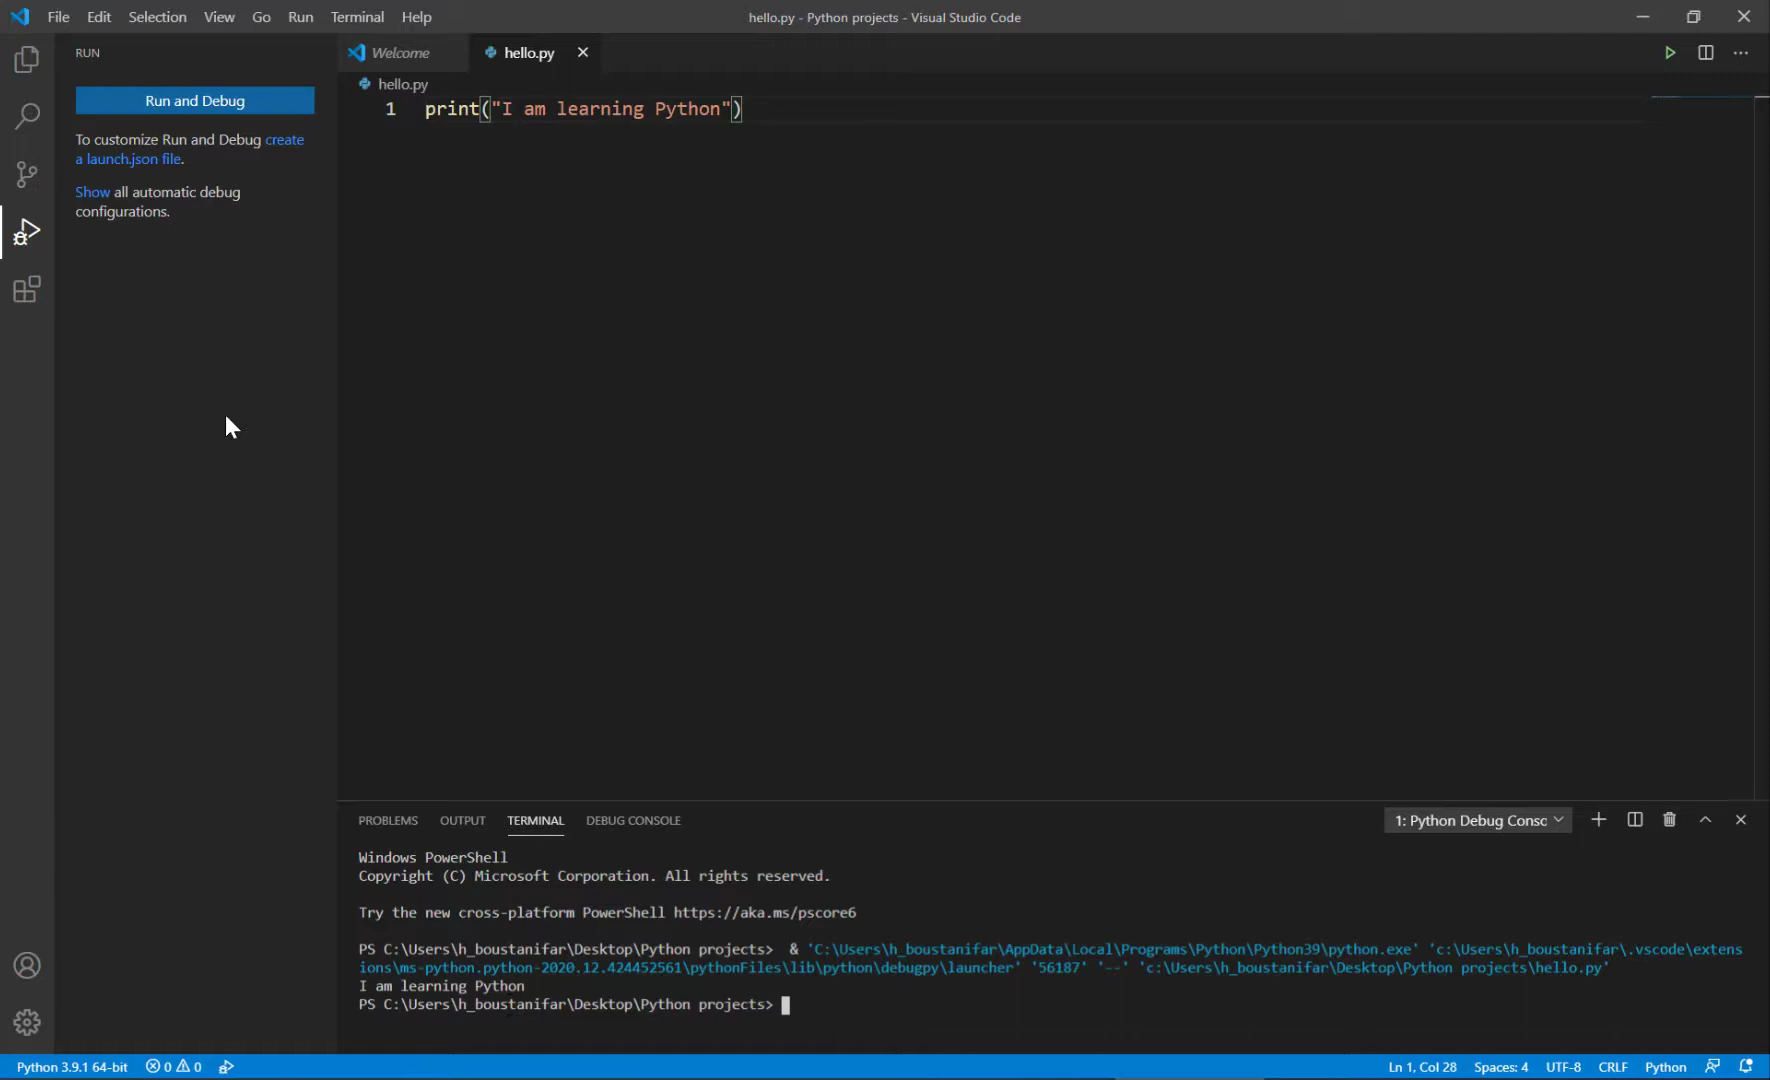 File Edit Selection View Go Run Terminal Help
hello.py - Python projects - Visual Studio Code
RUN
Run and Debug
To customize Run and Debug create
a launch.json file.
Show all automatic debug
configurations.
Welcome
hello.py
hello.py
1 print("I am learning Python")
PROBLEMS OUTPUT TERMINAL DEBUG CONSOLE
1: Python Debug Consc
Windows PowerShell
Copyright (C) Microsoft Corporation. All rights reserved.
Try the new cross-platform PowerShell https://aka.ms/pscore6
PS C:\Users\h_boustanifar\Desktop\Python projects>  & 'C:\Users\h_boustanifar\AppData\Local\Programs\Python\Python39\python.exe' 'c:\Users\h_boustanifar\.vscode\extens
ions\ms-python.python-2020.12.424452561\pythonFiles\lib\python\debugpy\launcher' '56187' '--' 'c:\Users\h_boustanifar\Desktop\Python projects\hello.py'
I am learning Python
PS C:\Users\h_boustanifar\Desktop\Python projects>
Python 3.9.1 64-bit 0 0 Ln 1, Col 28 Spaces: 4 UTF-8 CRLF Python